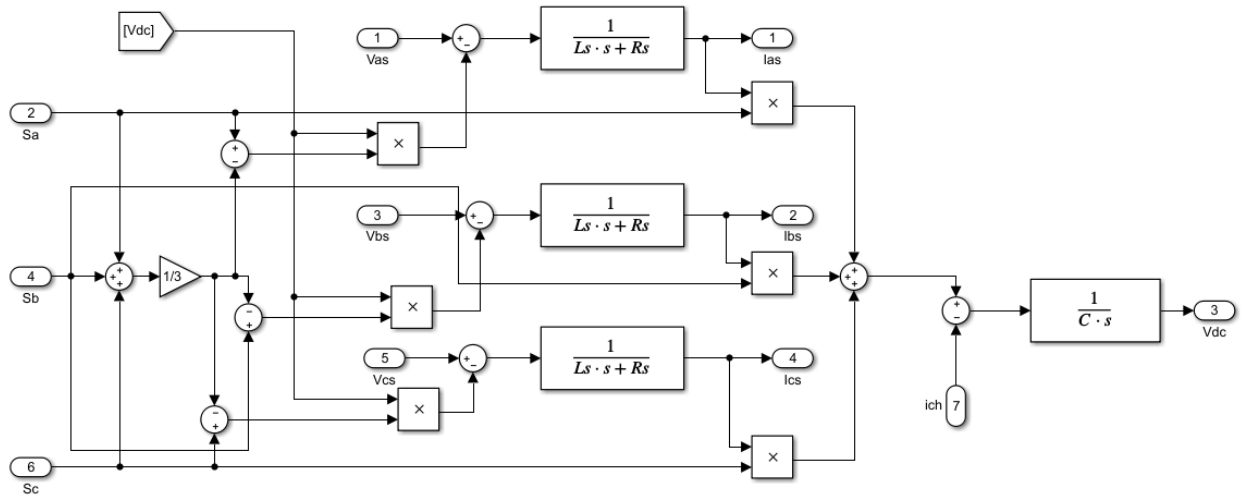 [Vdc]
1
Vas
+
−
1
Ls · s + Rs
1
Ias
×
2
Sa
+
−
×
3
Vbs
+
−
1
Ls · s + Rs
2
Ibs
×
4
Sb
+
+
+
1/3
−
+
×
+
+
+
+
−
1
C · s
3
Vdc
5
Vcs
+
−
1
Ls · s + Rs
4
Ics
×
−
+
ich
7
6
Sc
×